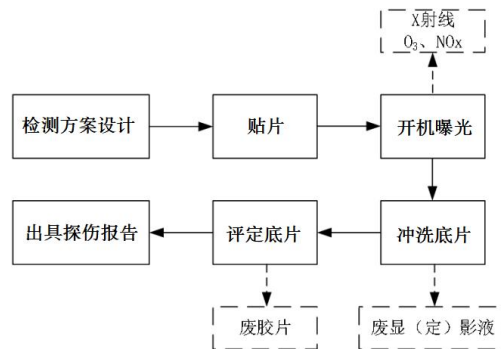 X射线
O₃、NOx
检测方案设计
贴片
开机曝光
出具探伤报告
评定底片
冲洗底片
废胶片
废显（定）影液